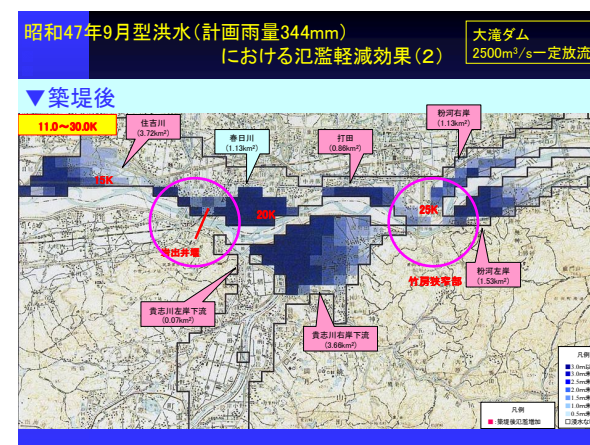 昭和47年9月型洪水(計画雨量344mm)
における氾濫軽減効果(2)
大滝ダム
2500m³/s一定放流
▼築堤後
11.0～30.0K
住吉川
(3.72km²)
春日川
(1.13km²)
打田
(0.86km²)
粉河右岸
(1.13km²)
15K
20K
25K
竹房狭窄部
粉河左岸
(1.53km²)
貴志川左岸下流
(0.07km²)
貴志川右岸下流
(3.66km²)
凡例
■:築堤後氾濫増加
凡例